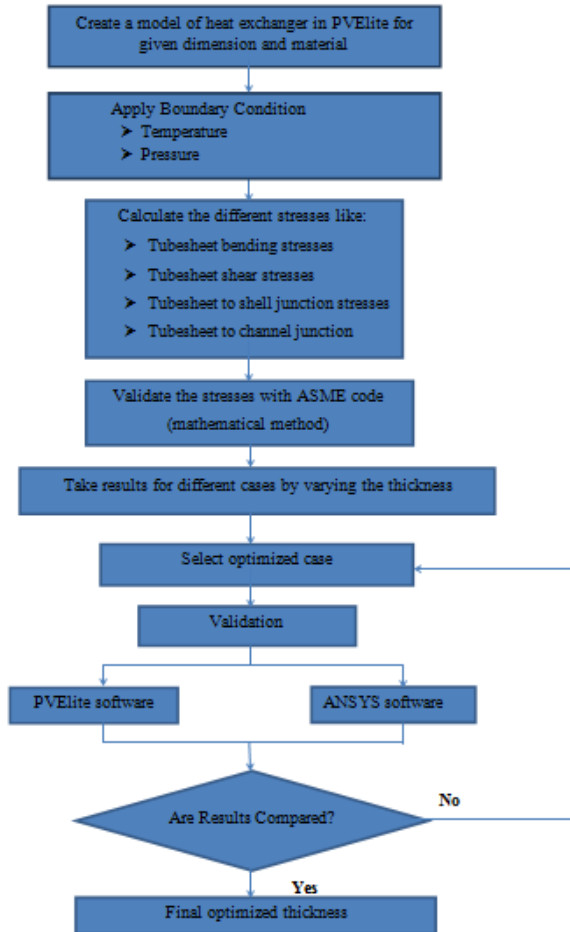 Create a model of heat exchanger in PVElite for
given dimension and material
Apply Boundary Condition
➤ Temperature
➤ Pressure
Calculate the different stresses like:
➤ Tubesheet bending stresses
➤ Tubesheet shear stresses
➤ Tubesheet to shell junction stresses
➤ Tubesheet to channel junction
Validate the stresses with ASME code
(mathematical method)
Take results for different cases by varying the thickness
Select optimized case
Validation
PVElite software
ANSYS software
Are Results Compared?
No
Yes
Final optimized thickness